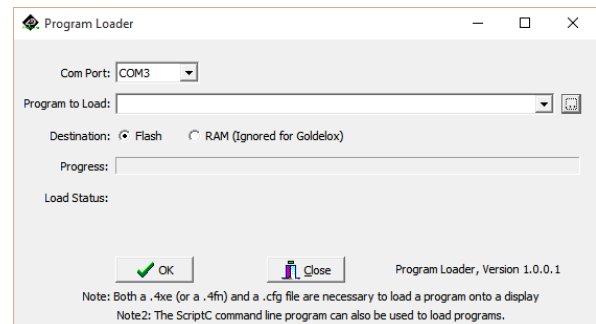 Program Loader
Com Port: COM3
Program to Load:
Destination: Flash RAM (Ignored for Goldelox)
Progress:
Load Status:
OK Close Program Loader, Version 1.0.0.1
Note: Both a .4xe (or a .4fn) and a .cfg file are necessary to load a program onto a display
Note2: The ScriptC command line program can also be used to load programs.